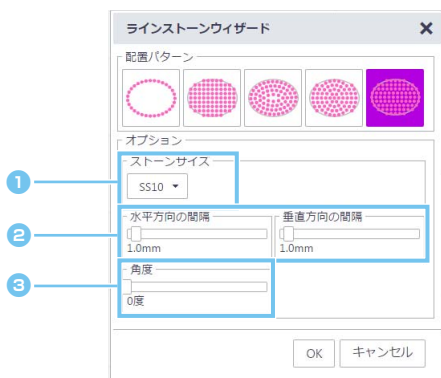 ラインストーンウィザード
配置パターン
オプション
ストーンサイズ
1
SS10
水平方向の間隔 垂直方向の間隔
2
1.0mm 1.0mm
角度
3
0度
OK キャンセル